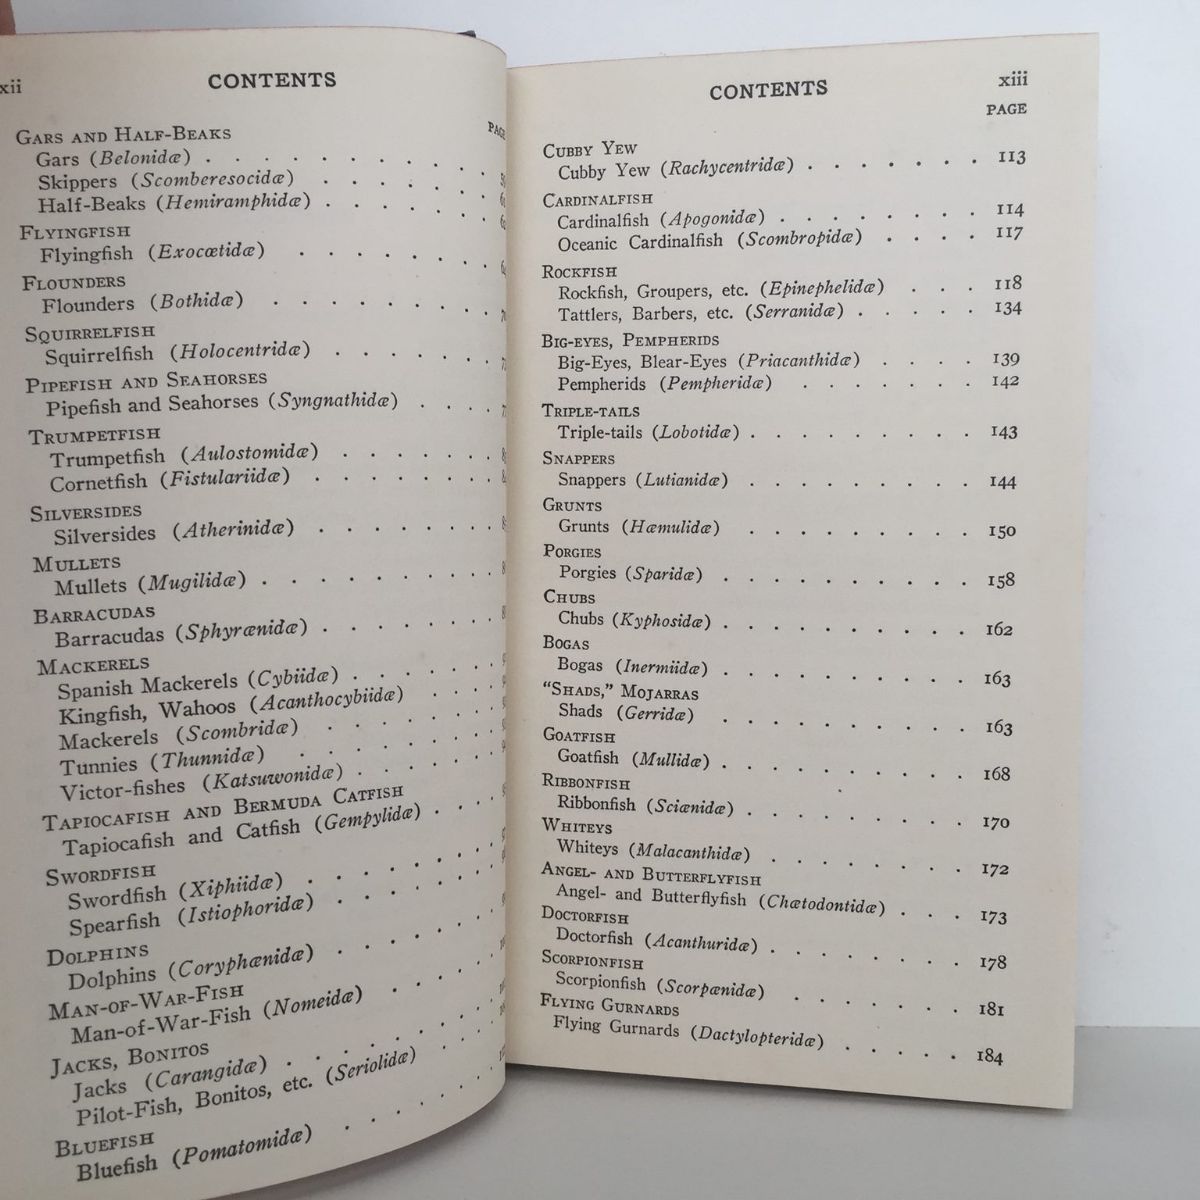 xii
CONTENTS
PAGE
GARS AND HALF-BEAKS
Gars (Belonidæ) . . . . . . . . .
Skippers (Scomberesocidæ) . . . . . .
Half-Beaks (Hemiramphidæ) . . . . . .
FLYINGFISH
Flyingfish (Exocœtidæ) . . . . . . .
FLOUNDERS
Flounders (Bothidæ) . . . . . . . .
SQUIRRELFISH
Squirrelfish (Holocentridæ) . . . . . .
PIPEFISH AND SEAHORSES
Pipefish and Seahorses (Syngnathidæ) . . . .
TRUMPETFISH
Trumpetfish (Aulostomidæ) . . . . . .
Cornetfish (Fistulariidæ) . . . . . . .
SILVERSIDES
Silversides (Atherinidæ) . . . . . . .
MULLETS
Mullets (Mugilidæ) . . . . . . . . .
BARRACUDAS
Barracudas (Sphyrænidæ) . . . . . . .
MACKERELS
Spanish Mackerels (Cybiidæ) . . . . . .
Kingfish, Wahoos (Acanthocybiidæ) . . .
Mackerels (Scombridæ) . . . . . . .
Tunnies (Thunnidæ) . . . . . . . .
Victor-fishes (Katsuwonidæ) . . . . . .
TAPIOCAFISH AND BERMUDA CATFISH
Tapiocafish and Catfish (Gempylidæ) . . . .
SWORDFISH
Swordfish (Xiphiidæ) . . . . . . .
Spearfish (Istiophoridæ) . . . . . . .
DOLPHINS
Dolphins (Coryphænidæ) . . . . . . .
MAN-OF-WAR-FISH
Man-of-War-Fish (Nomeidæ) . . . . .
JACKS, BONITOS
Jacks (Carangidæ) . . . . . . . .
Pilot-Fish, Bonitos, etc. (Seriolidæ) . . . .
BLUEFISH
Bluefish (Pomatomidæ) . . . . . .
CONTENTS
xiii
PAGE
CUBBY YEW
Cubby Yew (Rachycentridæ) . . . . . . . 113
CARDINALFISH
Cardinalfish (Apogonidæ) . . . . . . . . 114
Oceanic Cardinalfish (Scombropidæ) . . . . 117
ROCKFISH
Rockfish, Groupers, etc. (Epinephelidæ) . . . 118
Tattlers, Barbers, etc. (Serranidæ) . . . . . 134
BIG-EYES, PEMPHERIDS
Big-Eyes, Blear-Eyes (Priacanthidæ) . . . . 139
Pempherids (Pempheridæ) . . . . . . . 142
TRIPLE-TAILS
Triple-tails (Lobotidæ) . . . . . . . . . 143
SNAPPERS
Snappers (Lutianidæ) . . . . . . . . . 144
GRUNTS
Grunts (Hæmulidæ) . . . . . . . . . 150
PORGIES
Porgies (Sparidæ) . . . . . . . . . . 158
CHUBS
Chubs (Kyphosidæ) . . . . . . . . . . 162
BOGAS
Bogas (Inermiidæ) . . . . . . . . . . 163
"SHADS," MOJARRAS
Shads (Gerridæ) . . . . . . . . . . 163
GOATFISH
Goatfish (Mullidæ) . . . . . . . . . . 168
RIBBONFISH
Ribbonfish (Sciænidæ) . . . . . . . . . 170
WHITEYS
Whiteys (Malacanthidæ) . . . . . . . . 172
ANGEL- AND BUTTERFLYFISH
Angel- and Butterflyfish (Chætodontidæ) . . . 173
DOCTORFISH
Doctorfish (Acanthuridæ) . . . . . . . . 178
SCORPIONFISH
Scorpionfish (Scorpænidæ) . . . . . . . 181
FLYING GURNARDS
Flying Gurnards (Dactylopteridæ) . . . . . 184